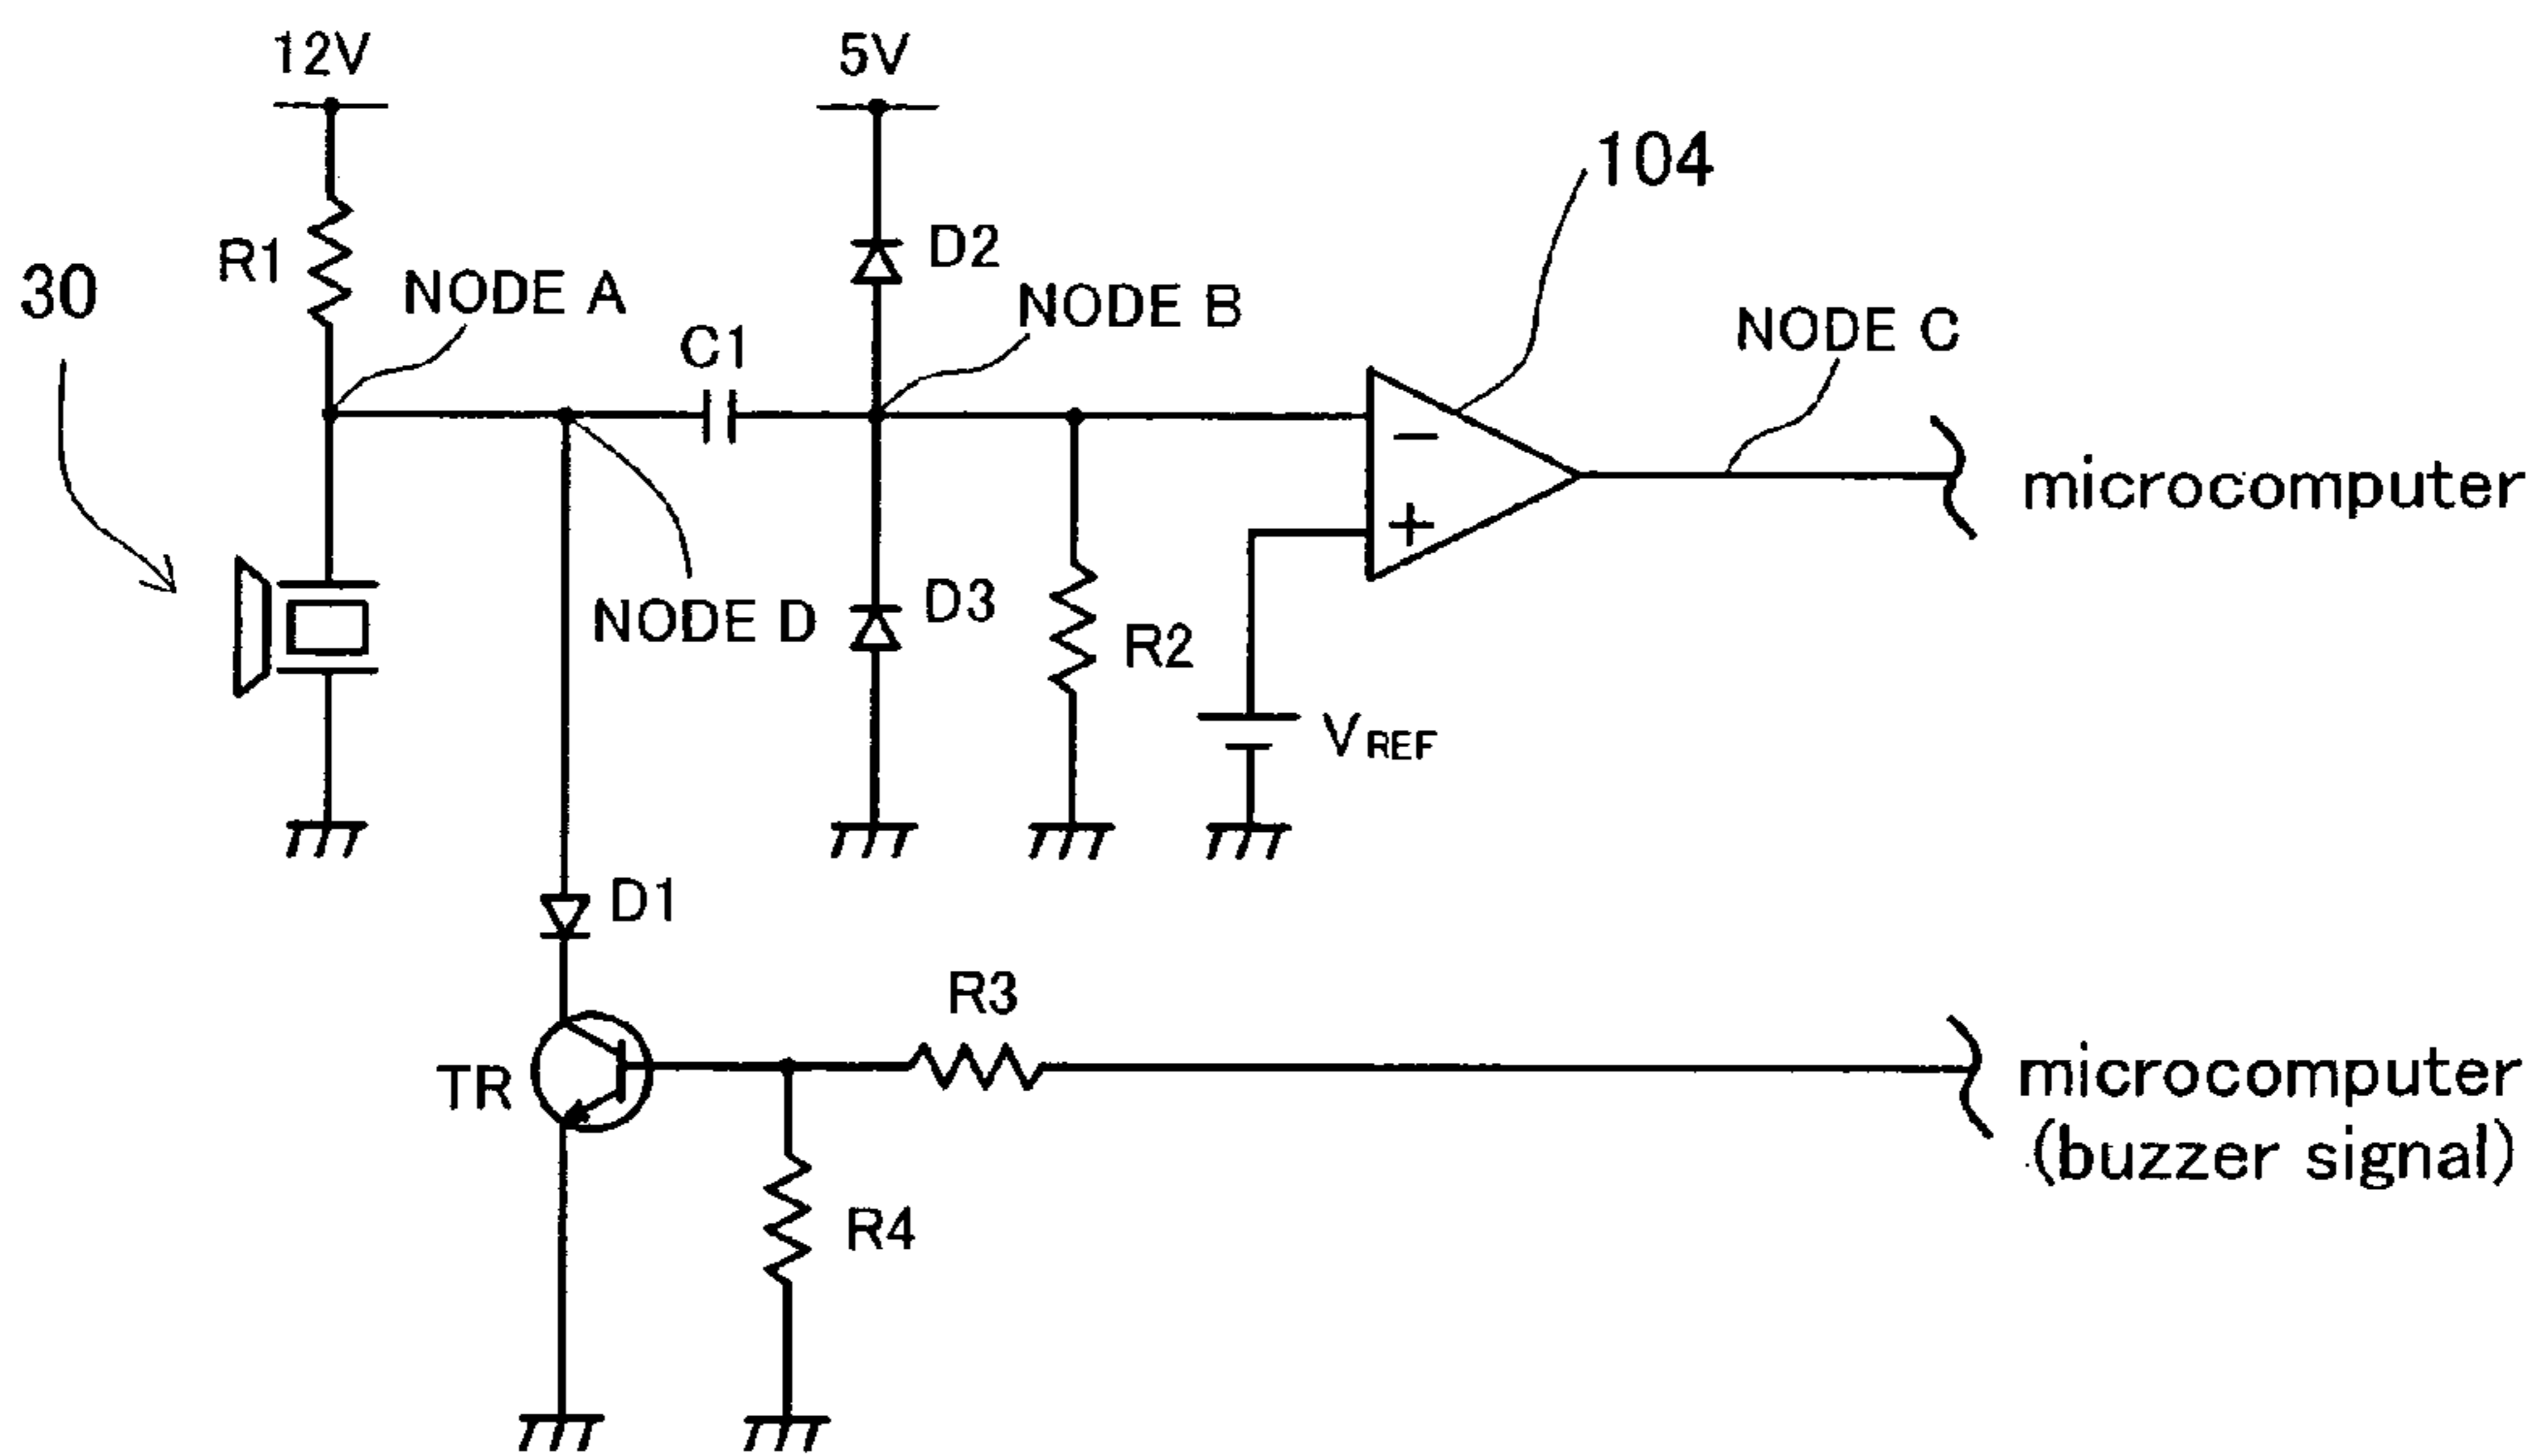 12V
5V
104
R1
NODE A
D2
30
C1
NODE B
NODE C
−
microcomputer
+
D3
NODE D
R2
VREF
D1
R3
TR
microcomputer
(buzzer signal)
R4